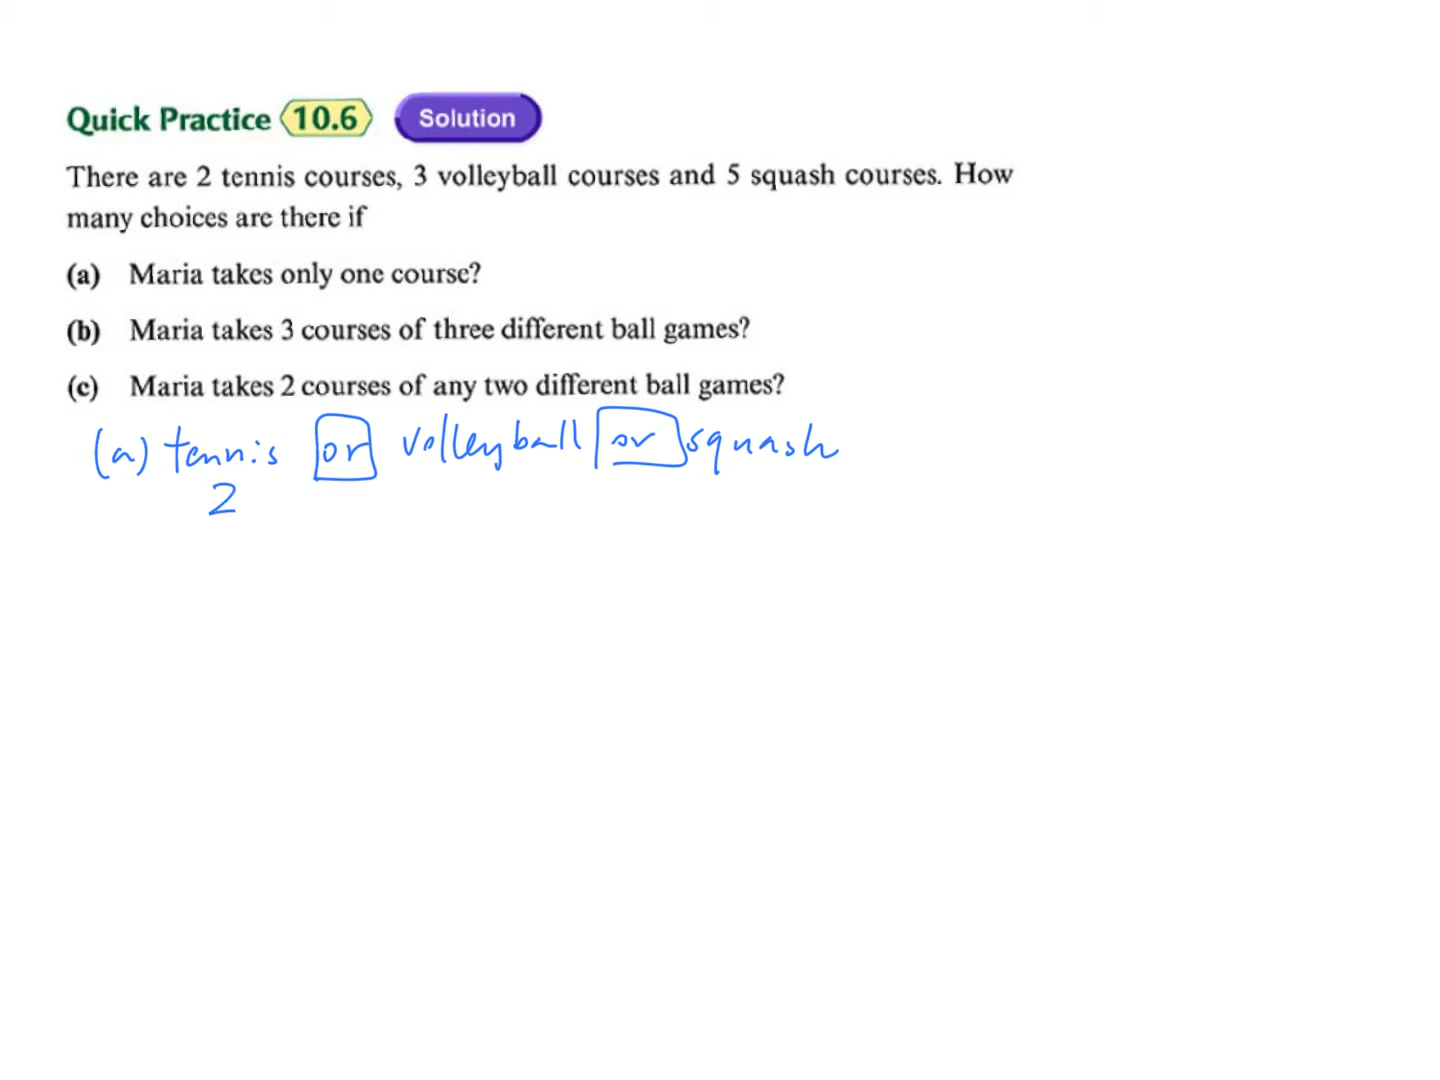 Quick Practice 10.6 Solution
There are 2 tennis courses, 3 volleyball courses and 5 squash courses. How
many choices are there if
(a) Maria takes only one course?
(b) Maria takes 3 courses of three different ball games?
(c) Maria takes 2 courses of any two different ball games?
(a) tennis or volleyball or squash
2